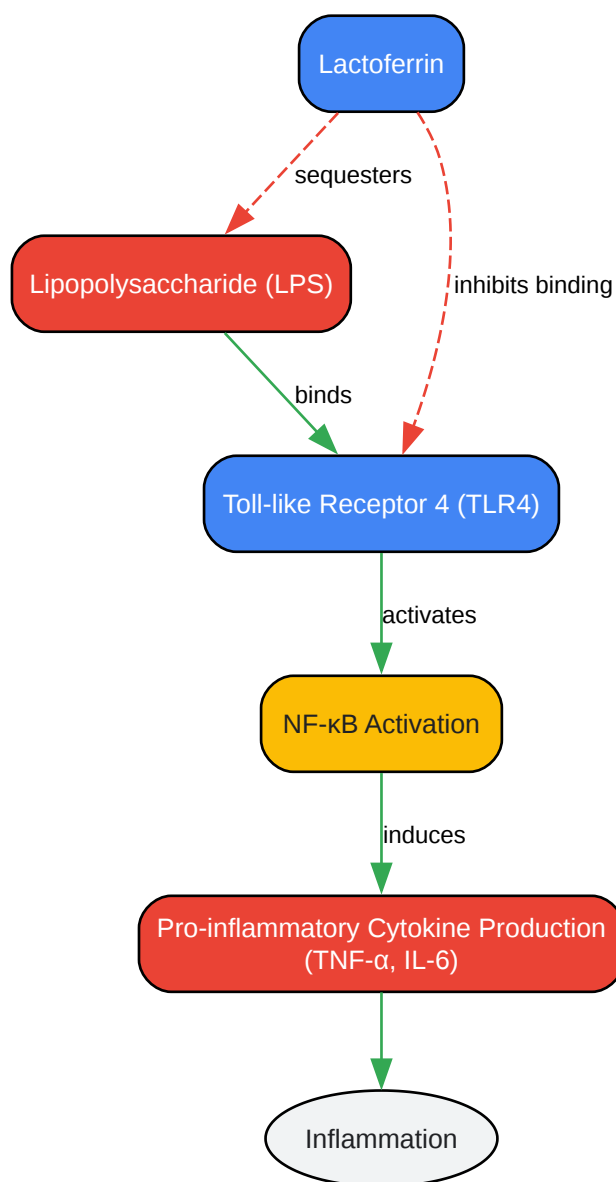 Lactoferrin
sequesters
Lipopolysaccharide (LPS)
inhibits binding
binds
Toll-like Receptor 4 (TLR4)
activates
NF-κB Activation
induces
Pro-inflammatory Cytokine Production
(TNF-α, IL-6)
Inflammation